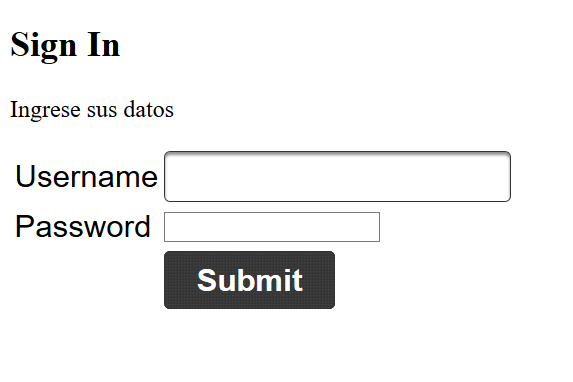 Sign In
Ingrese sus datos
Username
Password
Submit